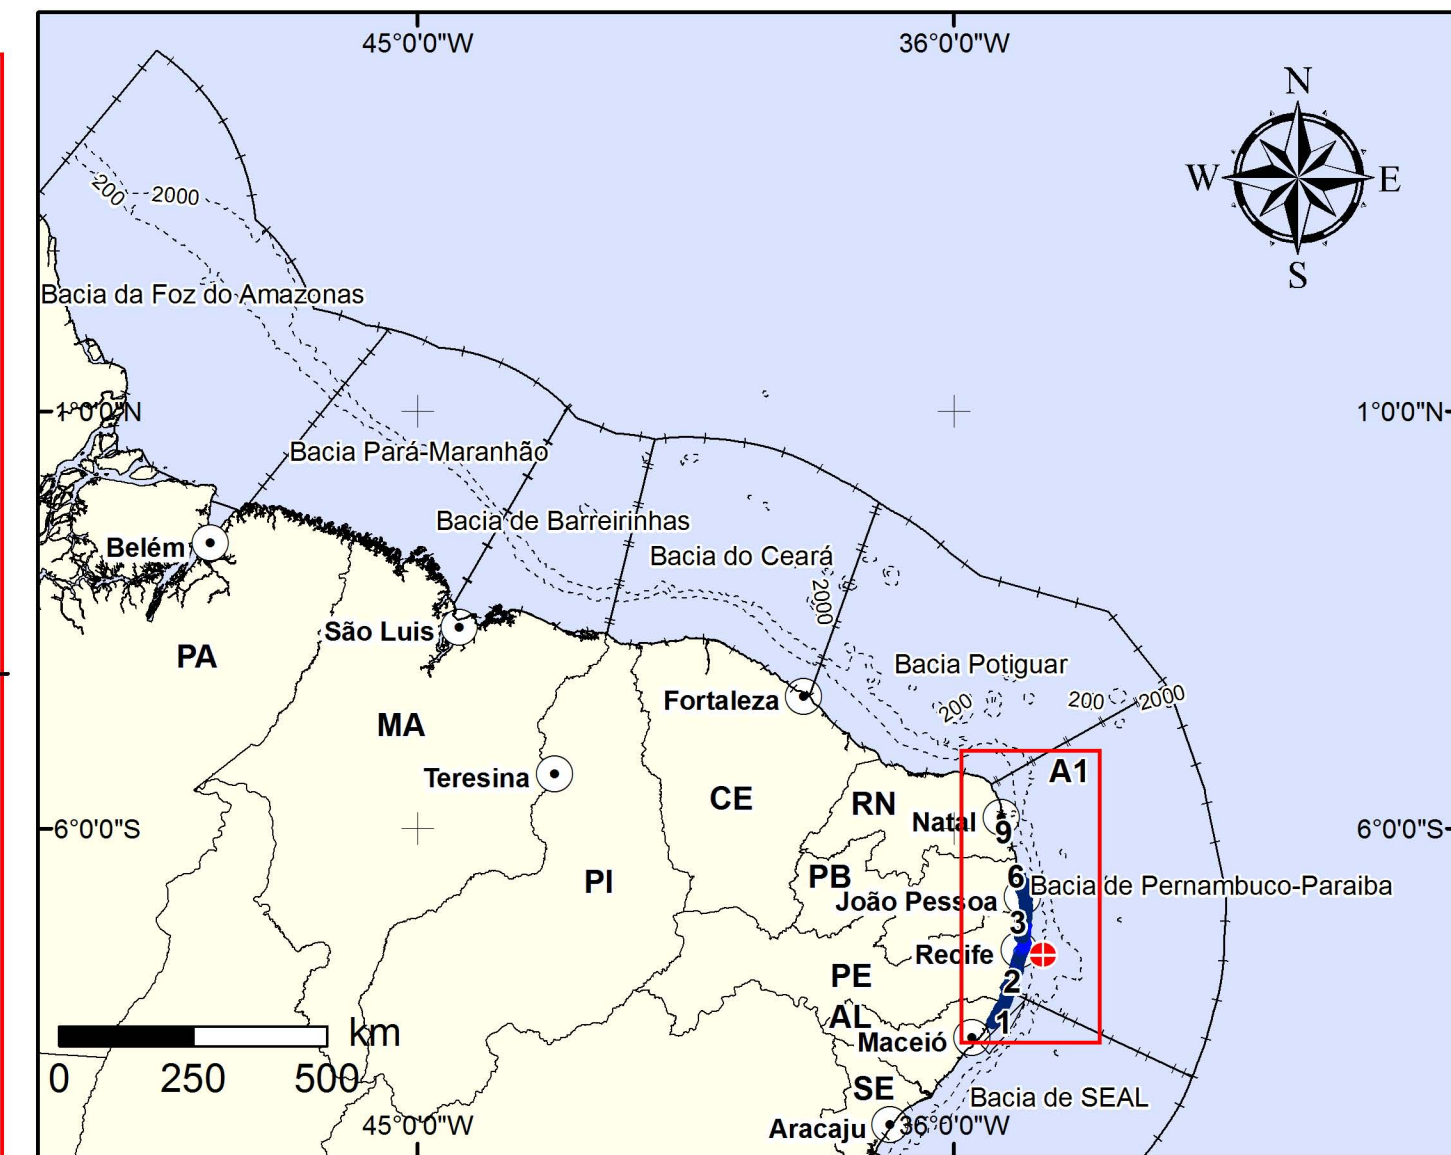 45°0'0"W
36°0'0"W
N
W
E
S
200
2000
Bacia da Foz do Amazonas
1°0'0"N
1°0'0"N
Bacia Pará-Maranhão
Bacia de Barreirinhas
Belém
Bacia do Ceará
2000
São Luis
PA
Bacia Potiguar
Fortaleza
200
200
2000
MA
A1
Teresina
CE
RN
Natal
9
6°0'0"S
6°0'0"S
PI
PB
6
Bacia de Pernambuco-Paraiba
João Pessoa
3
Recife
PE
2
AL
1
km
Maceió
0
250
500
SE
Bacia de SEAL
45°0'0"W
Aracaju
36°0'0"W